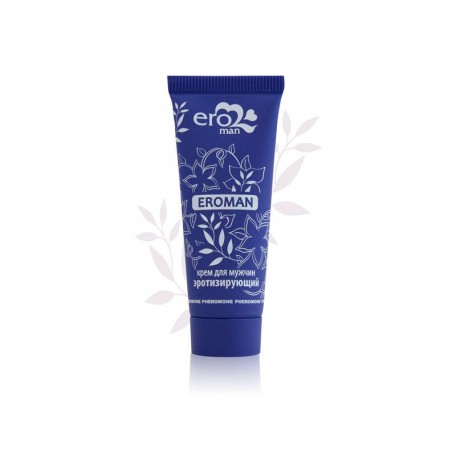 ero
man
EROMAN
крем для мужчин
эротизирующий
PHEROMONE PHEROMONE